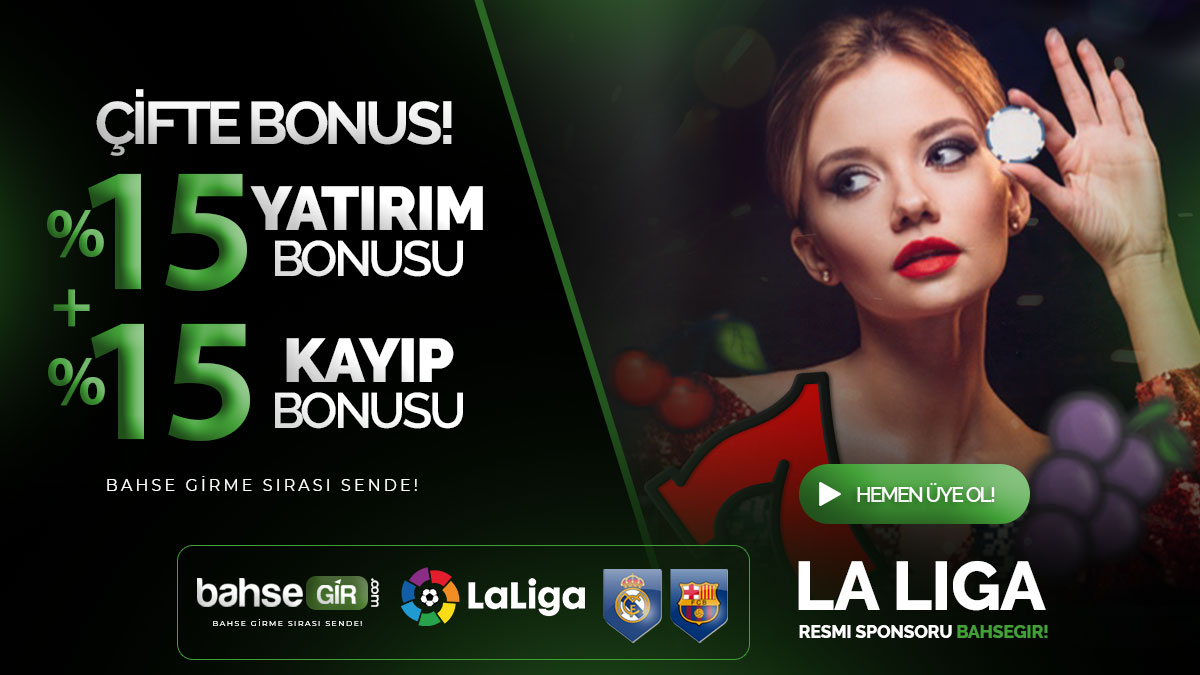 ÇİFTE BONUS!
%15 YATIRIM
BONUSU
+
%15 KAYIP
BONUSU
BAHSE GİRME SIRASI SENDE!
HEMEN ÜYE OL!
bahseGİR.com
BAHSE GİRME SIRASI SENDE!
LaLiga
FCB
LA LIGA
RESMI SPONSORU BAHSEGIR!